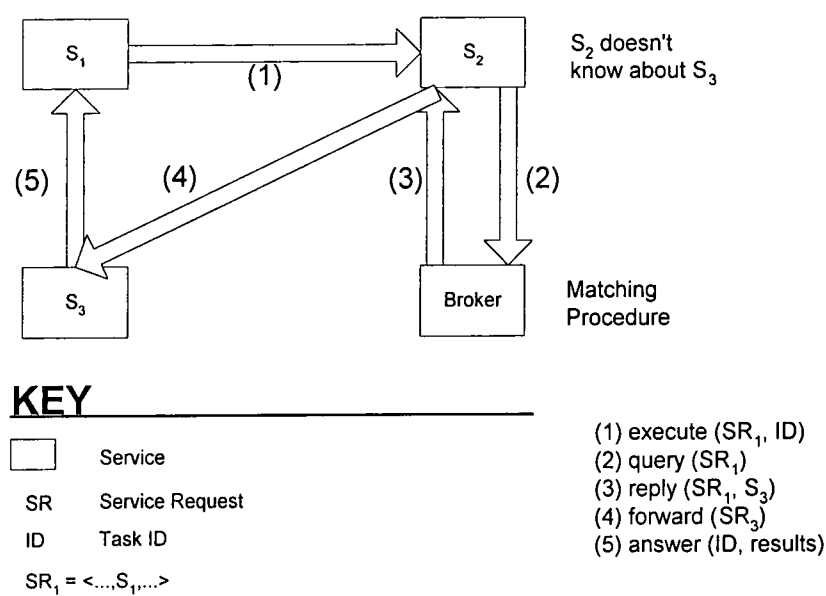 S₁
(1)
S₂
S₂ doesn't
know about S₃
(5)
(4)
(3)
(2)
S₃
Broker
Matching
Procedure
KEY
Service
SR Service Request
ID Task ID
SR₁ = <...,S₁,...>
(1) execute (SR₁, ID)
(2) query (SR₁)
(3) reply (SR₁, S₃)
(4) forward (SR₃)
(5) answer (ID, results)